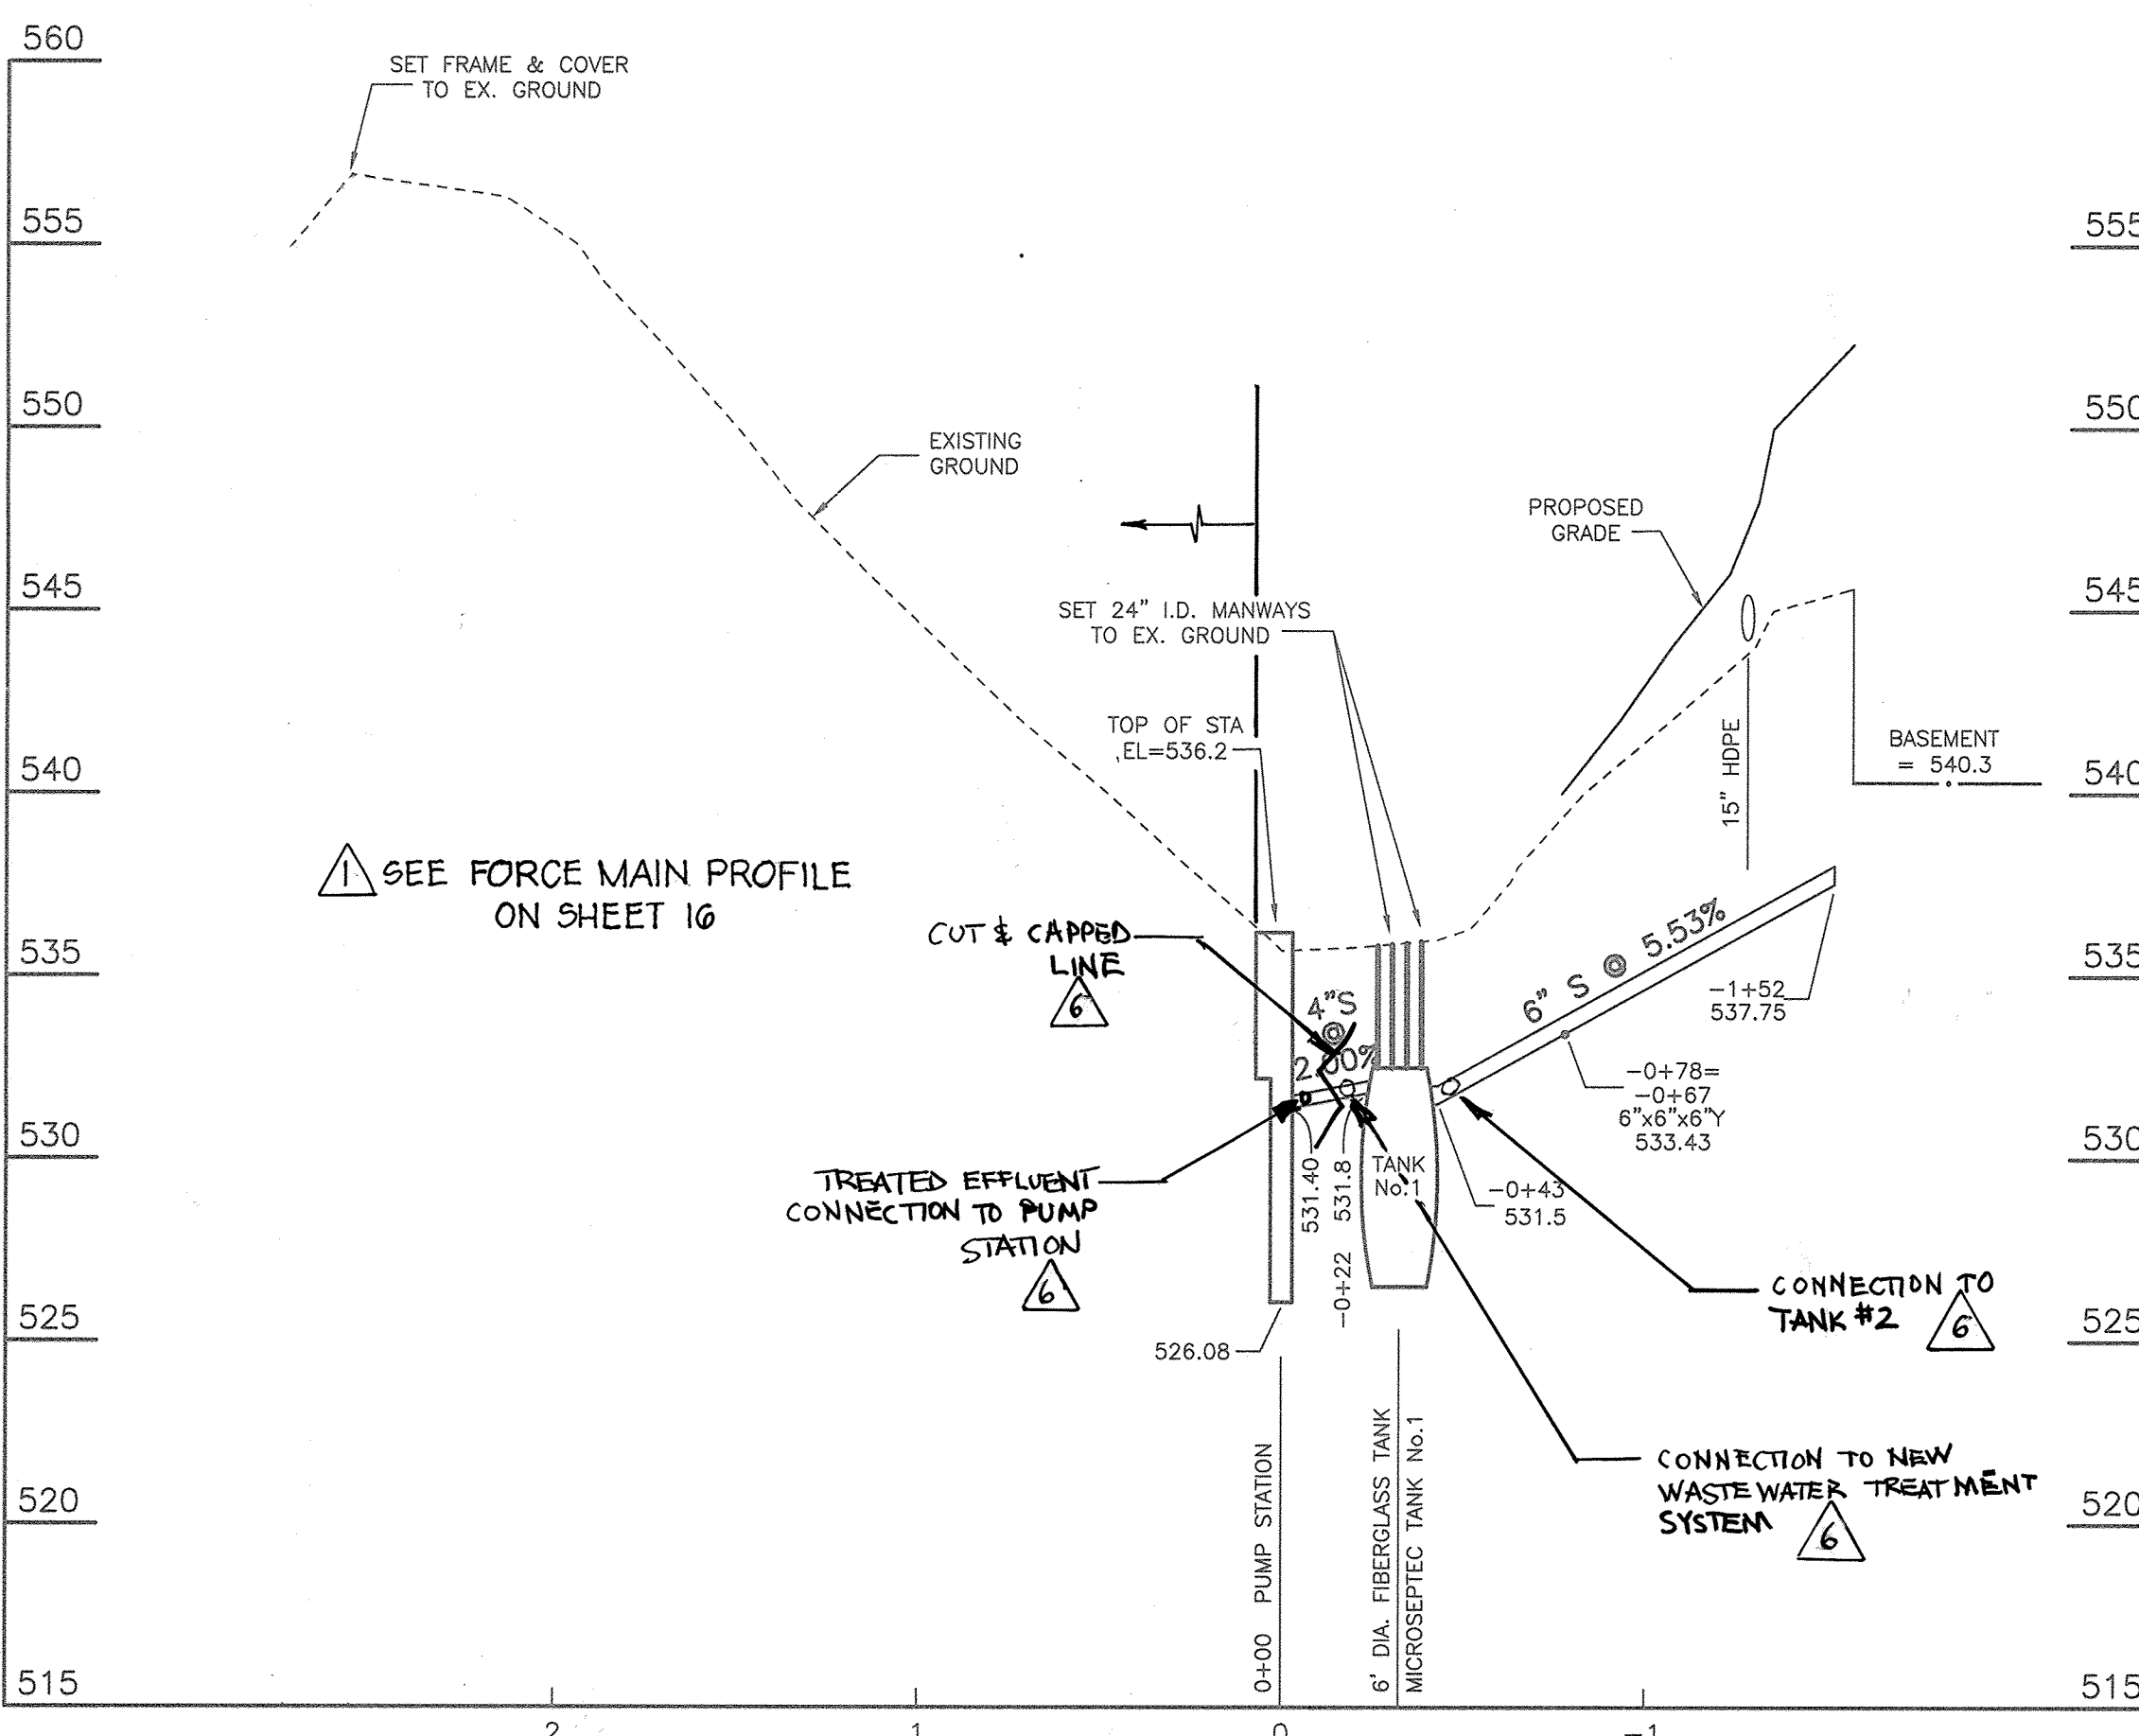 560
SET FRAME & COVER
TO EX. GROUND
555
555
550
550
EXISTING
GROUND
PROPOSED
GRADE
545
545
SET 24" I.D. MANWAYS
TO EX. GROUND
TOP OF STA
EL=536.2
15" HDPE
BASEMENT
= 540.3
540
540
1 SEE FORCE MAIN PROFILE
ON SHEET 16
CUT & CAPPED
LINE
6
535
535
4"S
@
2.00%
6" S @ 5.53%
-1+52
537.75
-0+78=
-0+67
6"x6"x6"Y
533.43
530
530
TREATED EFFLUENT
CONNECTION TO PUMP
STATION
6
531.40
-0+22 531.8
TANK
No.1
-0+43
531.5
CONNECTION TO
TANK #2 6
525
525
526.08
0+00 PUMP STATION
6' DIA. FIBERGLASS TANK
MICROSEPTEC TANK No.1
CONNECTION TO NEW
WASTEWATER TREATMENT
SYSTEM 6
520
520
515
515
2
1
0
-1